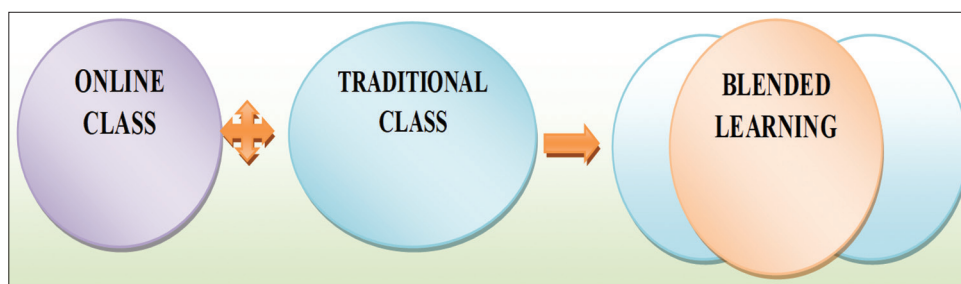 ONLINE
CLASS
TRADITIONAL
CLASS
BLENDED
LEARNING